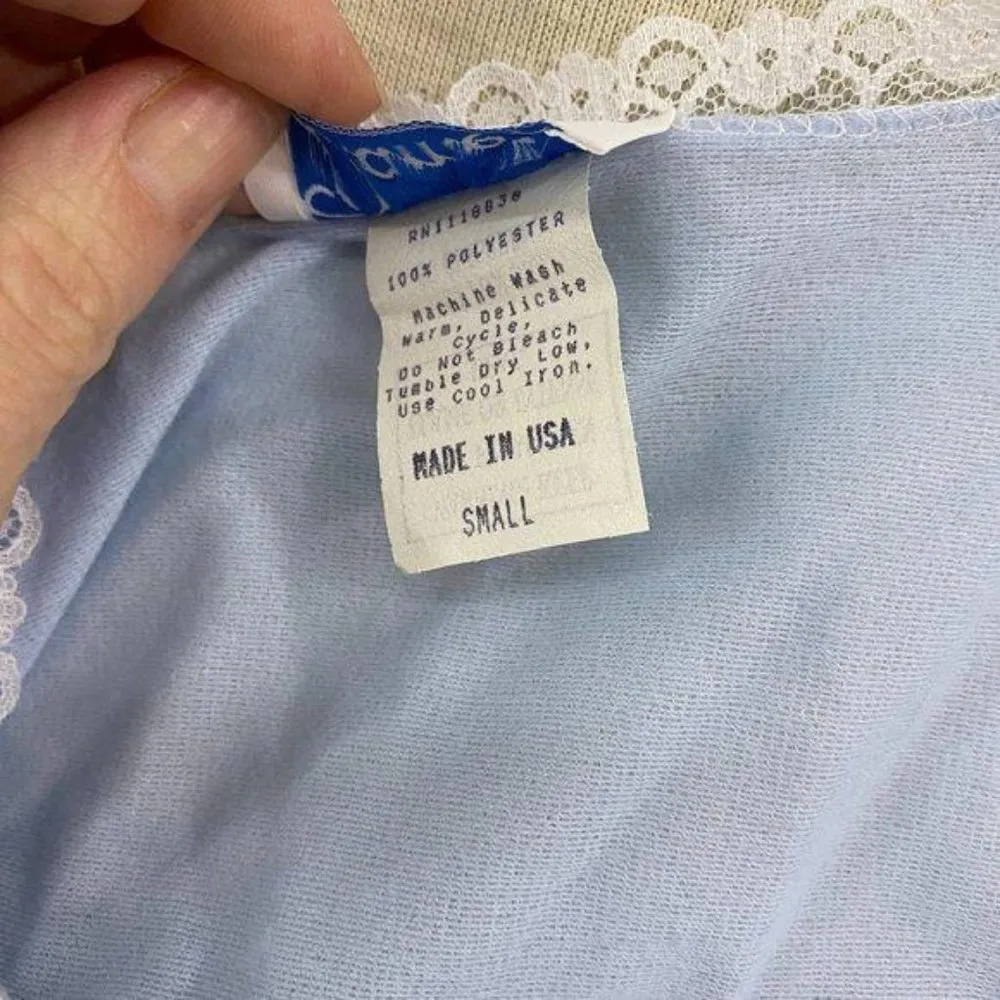 RN1118838
100% POLYESTER
Machine Wash
Warm, Delicate
Cycle,
Do Not Bleach
Tumble Dry Low,
Use Cool Iron.
MADE IN USA
SMALL